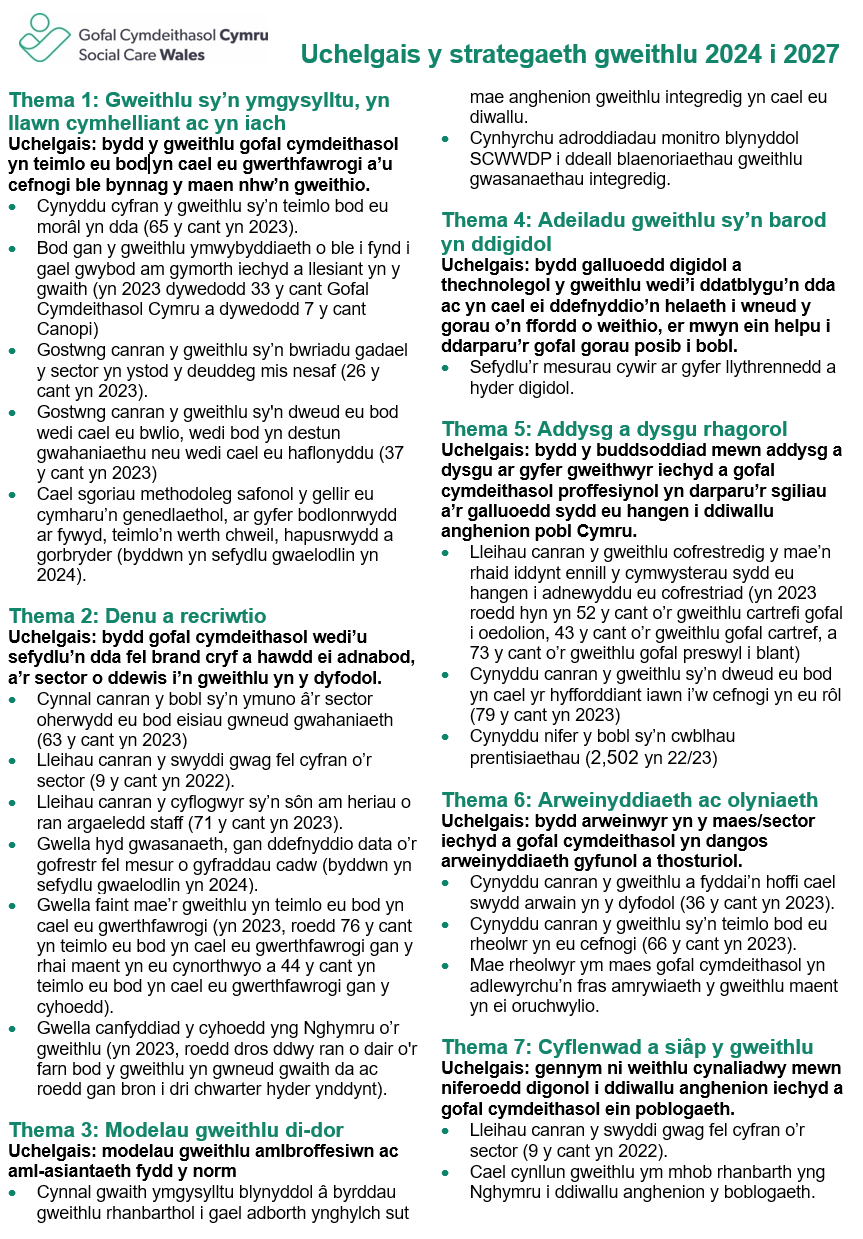 Gofal Cymdeithasol Cymru
Social Care Wales
Uchelgais y strategaeth gweithlu 2024 i 2027
Thema 1: Gweithlu sy’n ymgysylltu, yn
llawn cymhelliant ac yn iach
Uchelgais: bydd y gweithlu gofal cymdeithasol
yn teimlo eu bod yn cael eu gwerthfawrogi a’u
cefnogi ble bynnag y maen nhw’n gweithio.
• Cynyddu cyfran y gweithlu sy’n teimlo bod eu
morâl yn dda (65 y cant yn 2023).
• Bod gan y gweithlu ymwybyddiaeth o ble i fynd i
gael gwybod am gymorth iechyd a llesiant yn y
gwaith (yn 2023 dywedodd 33 y cant Gofal
Cymdeithasol Cymru a dywedodd 7 y cant
Canopi)
• Gostwng canran y gweithlu sy’n bwriadu gadael
y sector yn ystod y deuddeg mis nesaf (26 y
cant yn 2023).
• Gostwng canran y gweithlu sy'n dweud eu bod
wedi cael eu bwlio, wedi bod yn destun
gwahaniaethu neu wedi cael eu haflonyddu (37
y cant yn 2023)
• Cael sgoriau methodoleg safonol y gellir eu
cymharu’n genedlaethol, ar gyfer bodlonrwydd
ar fywyd, teimlo’n werth chweil, hapusrwydd a
gorbryder (byddwn yn sefydlu gwaelodlin yn
2024).
Thema 2: Denu a recriwtio
Uchelgais: bydd gofal cymdeithasol wedi’u
sefydlu’n dda fel brand cryf a hawdd ei adnabod,
a’r sector o ddewis i’n gweithlu yn y dyfodol.
• Cynnal canran y bobl sy’n ymuno â’r sector
oherwydd eu bod eisiau gwneud gwahaniaeth
(63 y cant yn 2023)
• Lleihau canran y swyddi gwag fel cyfran o’r
sector (9 y cant yn 2022).
• Lleihau canran y cyflogwyr sy’n sôn am heriau o
ran argaeledd staff (71 y cant yn 2023).
• Gwella hyd gwasanaeth, gan ddefnyddio data o’r
gofrestr fel mesur o gyfraddau cadw (byddwn yn
sefydlu gwaelodlin yn 2024).
• Gwella faint mae’r gweithlu yn teimlo eu bod yn
cael eu gwerthfawrogi (yn 2023, roedd 76 y cant
yn teimlo eu bod yn cael eu gwerthfawrogi gan y
rhai maent yn eu cynorthwyo a 44 y cant yn
teimlo eu bod yn cael eu gwerthfawrogi gan y
cyhoedd).
• Gwella canfyddiad y cyhoedd yng Nghymru o’r
gweithlu (yn 2023, roedd dros ddwy ran o dair o'r
farn bod y gweithlu yn gwneud gwaith da ac
roedd gan bron i dri chwarter hyder ynddynt).
Thema 3: Modelau gweithlu di-dor
Uchelgais: modelau gweithlu amlbroffesiwn ac
aml-asiantaeth fydd y norm
• Cynnal gwaith ymgysylltu blynyddol â byrddau
gweithlu rhanbarthol i gael adborth ynghylch sut
mae anghenion gweithlu integredig yn cael eu
diwallu.
• Cynhyrchu adroddiadau monitro blynyddol
SCWWDP i ddeall blaenoriaethau gweithlu
gwasanaethau integredig.
Thema 4: Adeiladu gweithlu sy’n barod
yn ddigidol
Uchelgais: bydd galluoedd digidol a
thechnolegol y gweithlu wedi’i ddatblygu’n dda
ac yn cael ei ddefnyddio’n helaeth i wneud y
gorau o’n ffordd o weithio, er mwyn ein helpu i
ddarparu’r gofal gorau posib i bobl.
• Sefydlu’r mesurau cywir ar gyfer llythrennedd a
hyder digidol.
Thema 5: Addysg a dysgu rhagorol
Uchelgais: bydd y buddsoddiad mewn addysg a
dysgu ar gyfer gweithwyr iechyd a gofal
cymdeithasol proffesiynol yn darparu’r sgiliau
a’r galluoedd sydd eu hangen i ddiwallu
anghenion pobl Cymru.
• Lleihau canran y gweithlu cofrestredig y mae’n
rhaid iddynt ennill y cymwysterau sydd eu
hangen i adnewyddu eu cofrestriad (yn 2023
roedd hyn yn 52 y cant o’r gweithlu cartrefi gofal
i oedolion, 43 y cant o’r gweithlu gofal cartref, a
73 y cant o’r gweithlu gofal preswyl i blant)
• Cynyddu canran y gweithlu sy’n dweud eu bod
yn cael yr hyfforddiant iawn i’w cefnogi yn eu rôl
(79 y cant yn 2023)
• Cynyddu nifer y bobl sy’n cwblhau
prentisiaethau (2,502 yn 22/23)
Thema 6: Arweinyddiaeth ac olyniaeth
Uchelgais: bydd arweinwyr yn y maes/sector
iechyd a gofal cymdeithasol yn dangos
arweinyddiaeth gyfunol a thosturiol.
• Cynyddu canran y gweithlu a fyddai’n hoffi cael
swydd arwain yn y dyfodol (36 y cant yn 2023).
• Cynyddu canran y gweithlu sy’n teimlo bod eu
rheolwr yn eu cefnogi (66 y cant yn 2023).
• Mae rheolwyr ym maes gofal cymdeithasol yn
adlewyrchu’n fras amrywiaeth y gweithlu maent
yn ei oruchwylio.
Thema 7: Cyflenwad a siâp y gweithlu
Uchelgais: gennym ni weithlu cynaliadwy mewn
niferoedd digonol i ddiwallu anghenion iechyd a
gofal cymdeithasol ein poblogaeth.
• Lleihau canran y swyddi gwag fel cyfran o’r
sector (9 y cant yn 2022).
• Cael cynllun gweithlu ym mhob rhanbarth yng
Nghymru i ddiwallu anghenion y boblogaeth.